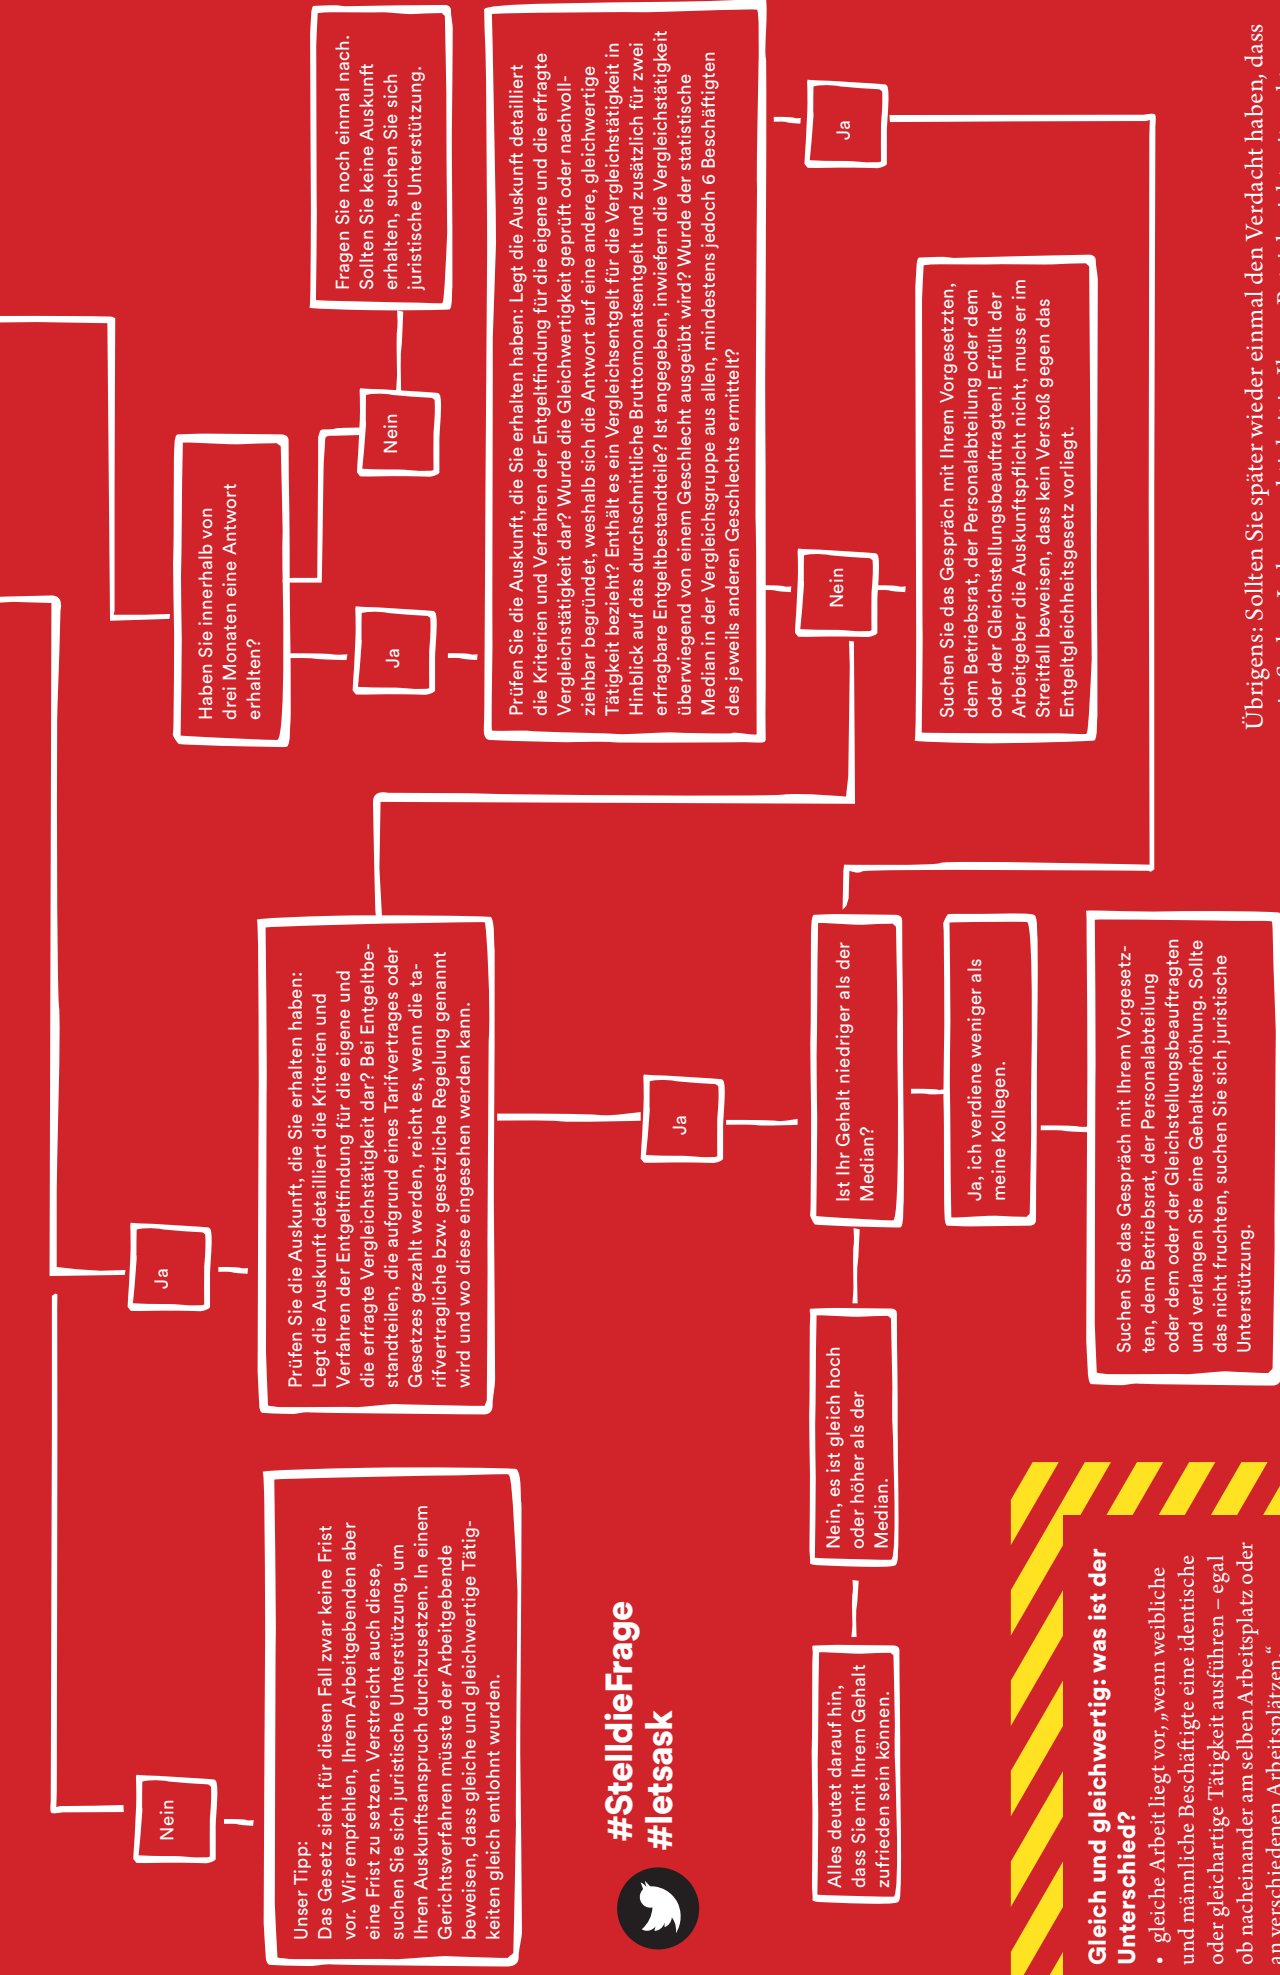 Nein
Ja
Haben Sie innerhalb von
drei Monaten eine Antwort
erhalten?
Unser Tipp:
Das Gesetz sieht für diesen Fall zwar keine Frist
vor. Wir empfehlen, Ihrem Arbeitgebenden aber
eine Frist zu setzen. Verstreicht auch diese,
suchen Sie sich juristische Unterstützung, um
Ihren Auskunftsanspruch durchzusetzen. In einem
Gerichtsverfahren müsste der Arbeitgebende
beweisen, dass gleiche und gleichwertige Tätig-
keiten gleich entlohnt wurden.
Prüfen Sie die Auskunft, die Sie erhalten haben:
Legt die Auskunft detailliert die Kriterien und
Verfahren der Entgeltfindung für die eigene und
die erfragte Vergleichstätigkeit dar? Bei Entgeltbe-
standteilen, die aufgrund eines Tarifvertrages oder
Gesetzes gezahlt werden, reicht es, wenn die ta-
rifvertragliche bzw. gesetzliche Regelung genannt
wird und wo diese eingesehen werden kann.
Ja
Nein
Fragen Sie noch einmal nach.
Sollten Sie keine Auskunft
erhalten, suchen Sie sich
juristische Unterstützung.
Prüfen Sie die Auskunft, die Sie erhalten haben: Legt die Auskunft detailliert
die Kriterien und Verfahren der Entgeltfindung für die eigene und die erfragte
Vergleichstätigkeit dar? Wurde die Gleichwertigkeit geprüft oder nachvoll-
ziehbar begründet, weshalb sich die Antwort auf eine andere, gleichwertige
Tätigkeit bezieht? Enthält es ein Vergleichsentgelt für die Vergleichstätigkeit in
Hinblick auf das durchschnittliche Bruttomonatsentgelt und zusätzlich für zwei
erfragbare Entgeltbestandteile? Ist angegeben, inwiefern die Vergleichstätigkeit
überwiegend von einem Geschlecht ausgeübt wird? Wurde der statistische
Median in der Vergleichsgruppe aus allen, mindestens jedoch 6 Beschäftigten
des jeweils anderen Geschlechts ermittelt?
#StelldieFrage
#letsask
Ja
Nein
Ja
Alles deutet darauf hin,
dass Sie mit Ihrem Gehalt
zufrieden sein können.
Nein, es ist gleich hoch
oder höher als der
Median.
Ist Ihr Gehalt niedriger als der
Median?
Suchen Sie das Gespräch mit Ihrem Vorgesetzten,
dem Betriebsrat, der Personalabteilung oder dem
oder der Gleichstellungsbeauftragten! Erfüllt der
Arbeitgeber die Auskunftspflicht nicht, muss er im
Streitfall beweisen, dass kein Verstoß gegen das
Entgeltgleichheitsgesetz vorliegt.
Ja, ich verdiene weniger als
meine Kollegen.
Suchen Sie das Gespräch mit Ihrem Vorgesetz-
ten, dem Betriebsrat, der Personalabteilung
oder dem oder der Gleichstellungsbeauftragten
und verlangen Sie eine Gehaltserhöhung. Sollte
das nicht fruchten, suchen Sie sich juristische
Unterstützung.
Gleich und gleichwertig: was ist der
Unterschied?
• gleiche Arbeit liegt vor, „wenn weibliche
und männliche Beschäftigte eine identische
oder gleichartige Tätigkeit ausführen – egal
ob nacheinander am selben Arbeitsplatz oder
an verschiedenen Arbeitsplätzen.“
Übrigens: Sollten Sie später wieder einmal den Verdacht haben, dass